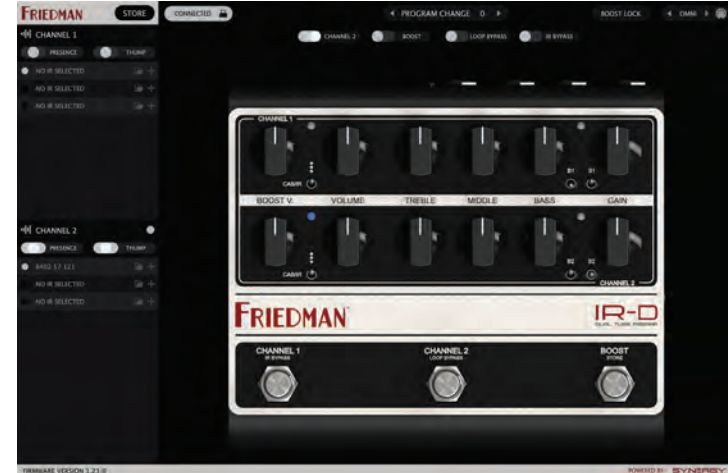 FRIEDMAN STORE CONNECTED PROGRAM CHANGE 0 BOOST LOCK OMNI
CHANNEL 1
PRESENCE THUMP
CHANNEL 2 BOOST LOOP BYPASS IR BYPASS
NO IR SELECTED
NO IR SELECTED
NO IR SELECTED
CHANNEL 1
CAB/IR B1 S1
BOOST V. VOLUME TREBLE MIDDLE BASS GAIN
CAB/IR B2 S2
CHANNEL 2
CHANNEL 2
PRESENCE THUMP
NO IR SELECTED
NO IR SELECTED
FRIEDMAN IR-D
CHANNEL 1 CHANNEL 2 BOOST
IR BYPASS LOOP BYPASS STORE
POWERED BY SYNERGY